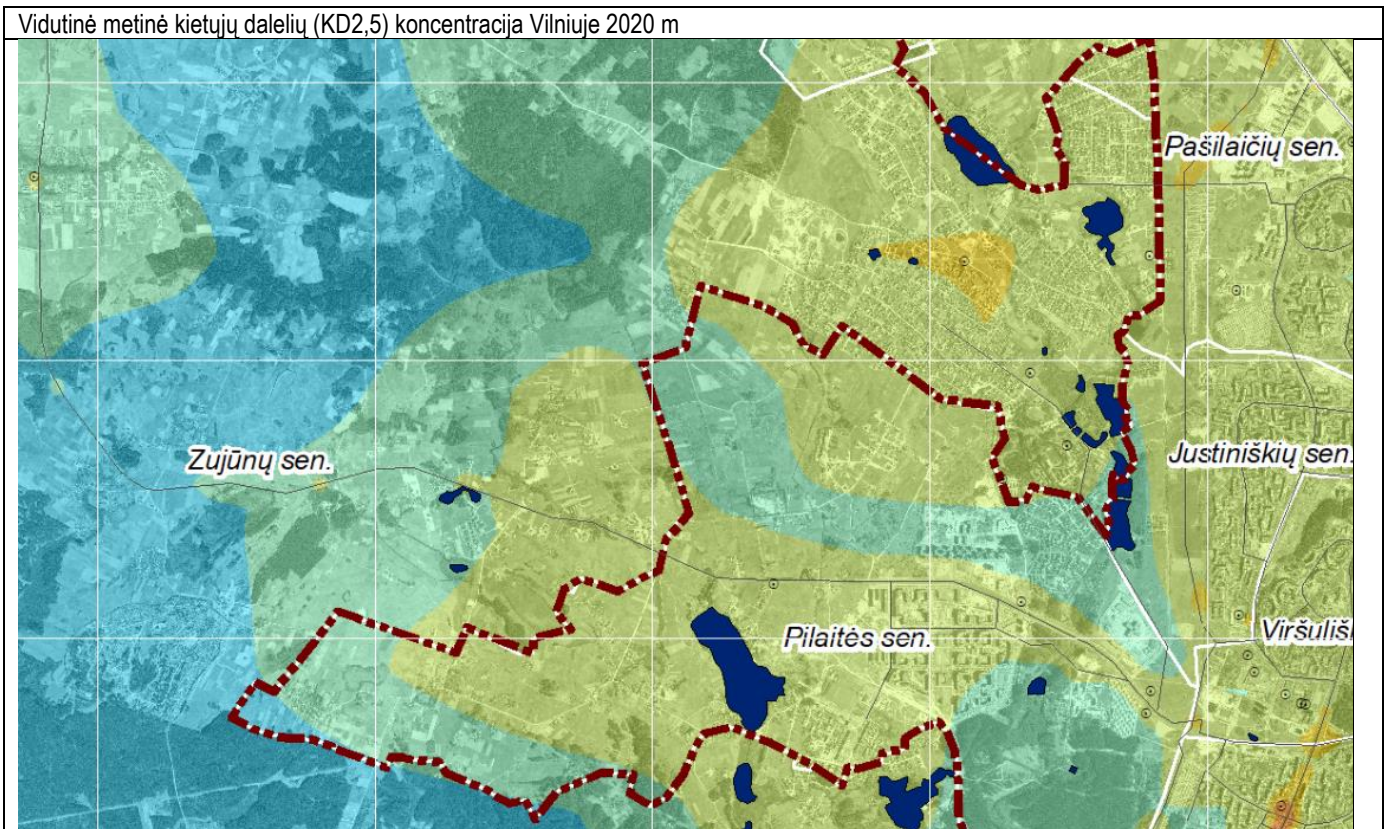 Vidutinė metinė kietųjų dalelių (KD2,5) koncentracija Vilniuje 2020 m
Pašilaičių sen.
Zujūnų sen.
Justiniškių sen.
Pilaitės sen.